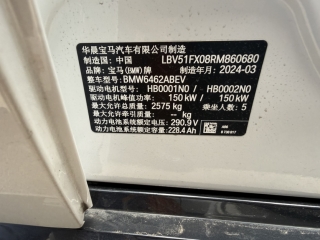 华晨宝马汽车有限公司制造
制造国: 中国 LBV51FX08RM860680
品牌: 宝马(BMW)牌 制造年月: 2024-03
整车型号: BMW6462ABEV
驱动电机型号: HB0001N0 / HB0002N0
驱动电机峰值功率: 150 kW / 150 kW
最大允许总质量: 2575 kg 乘坐人数: 5
最大允许牵引质量: -- kg
动力电池系统额定电压: 290.9 V
动力电池系统额定容量: 228.4 Ah